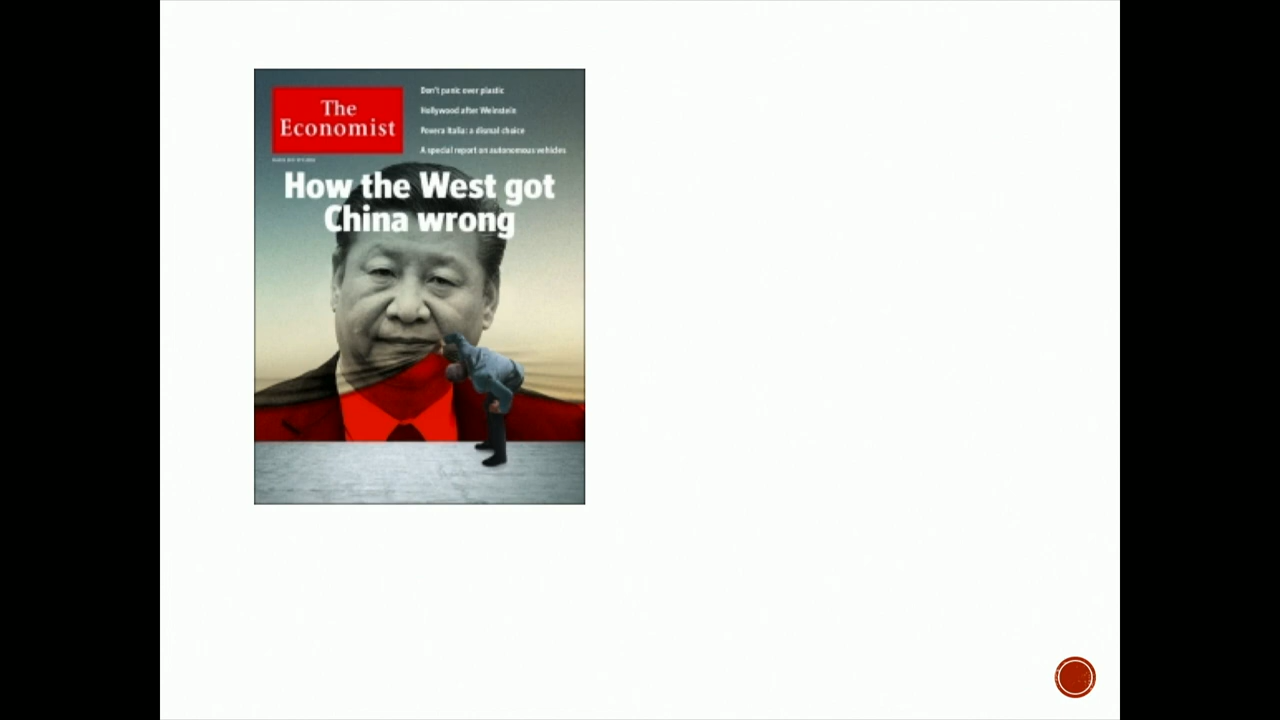 The
Economist
Don't panic over plastic
Hollywood after Weinstein
Povera Italia: a dismal choice
A special report on autonomous vehicles
How the West got
China wrong